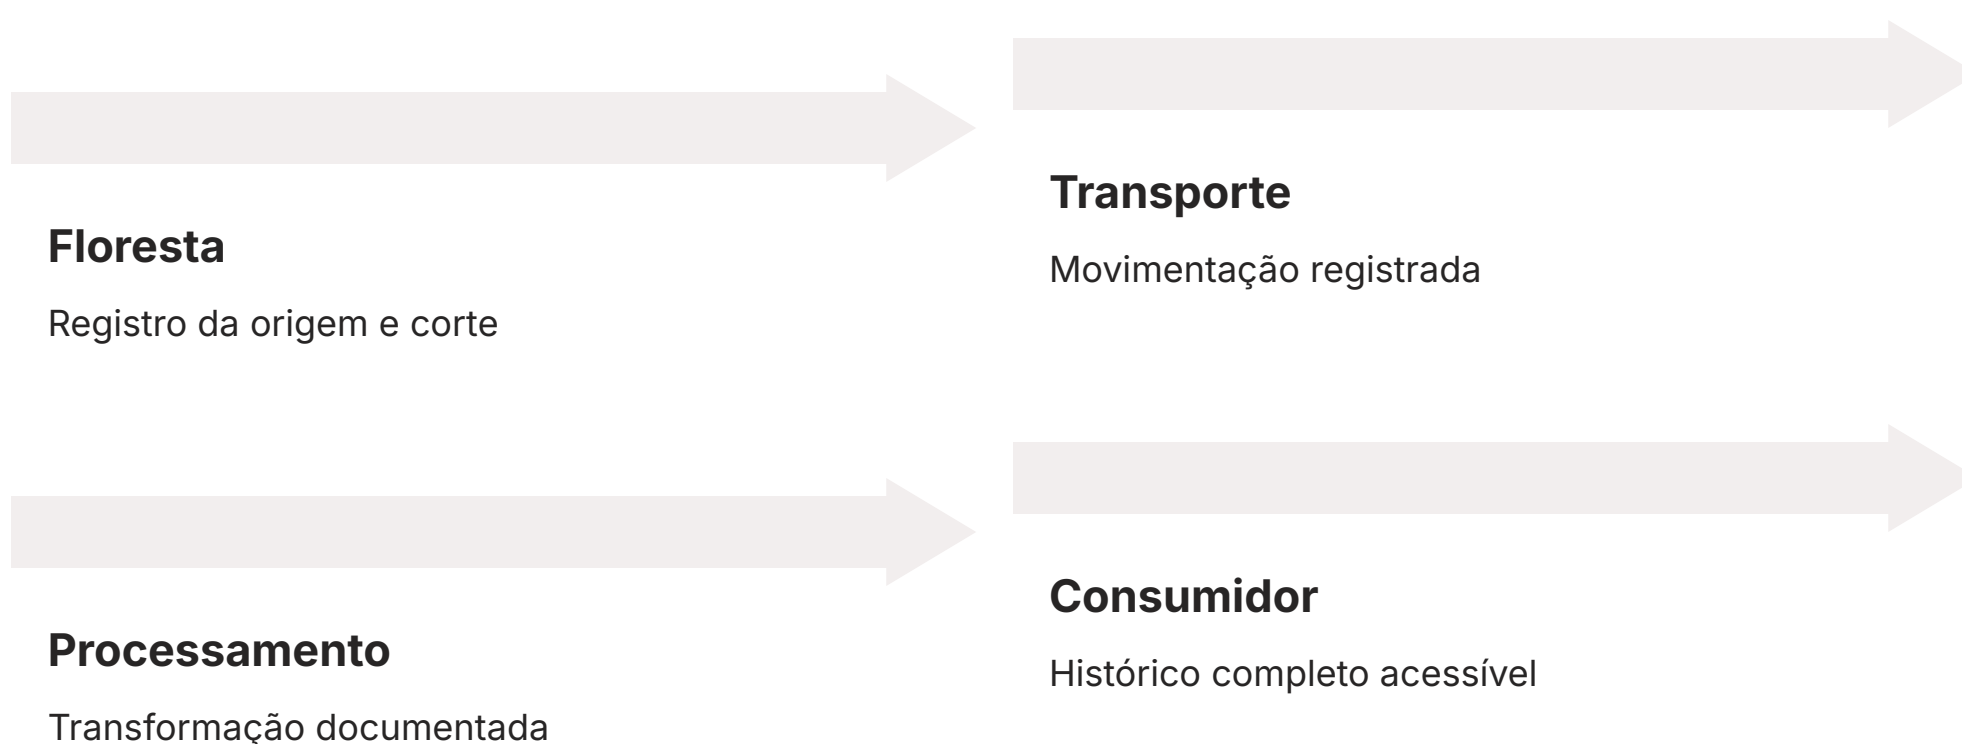 Floresta
Registro da origem e corte
Transporte
Movimentação registrada
Processamento
Transformação documentada
Consumidor
Histórico completo acessível